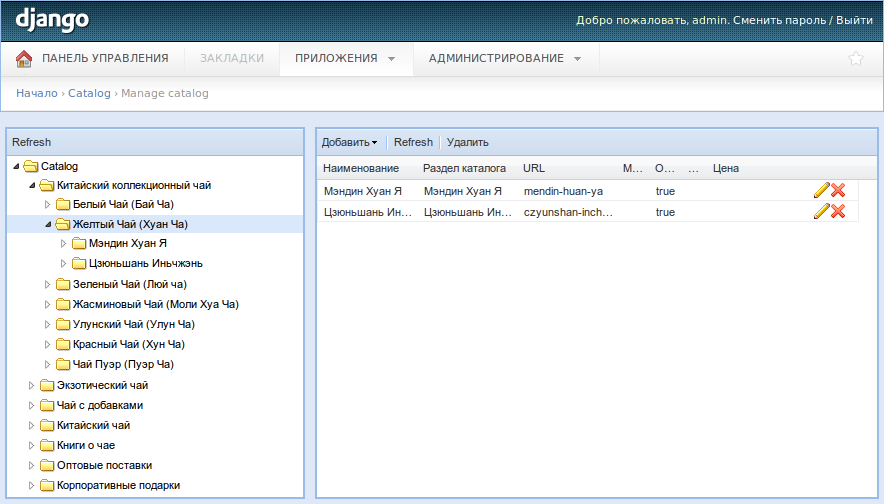 django
Добро пожаловать, admin. Сменить пароль / Выйти
ПАНЕЛЬ УПРАВЛЕНИЯ ЗАКЛАДКИ ПРИЛОЖЕНИЯ АДМИНИСТРИРОВАНИЕ
Начало › Catalog › Manage catalog
Refresh
Catalog
Китайский коллекционный чай
Белый Чай (Бай Ча)
Желтый Чай (Хуан Ча)
Мэндин Хуан Я
Цзюньшань Иньчжэнь
Зеленый Чай (Люй ча)
Жасминовый Чай (Моли Хуа Ча)
Улунский Чай (Улун Ча)
Красный Чай (Хун Ча)
Чай Пуэр (Пуэр Ча)
Экзотический чай
Чай с добавками
Китайский чай
Книги о чае
Оптовые поставки
Корпоративные подарки
Добавить Refresh Удалить
Наименование Раздел каталога URL М... О... ... Цена
Мэндин Хуан Я Мэндин Хуан Я mendin-huan-ya true
Цзюньшань Ин... Цзюньшань Ин... czyunshan-inch... true